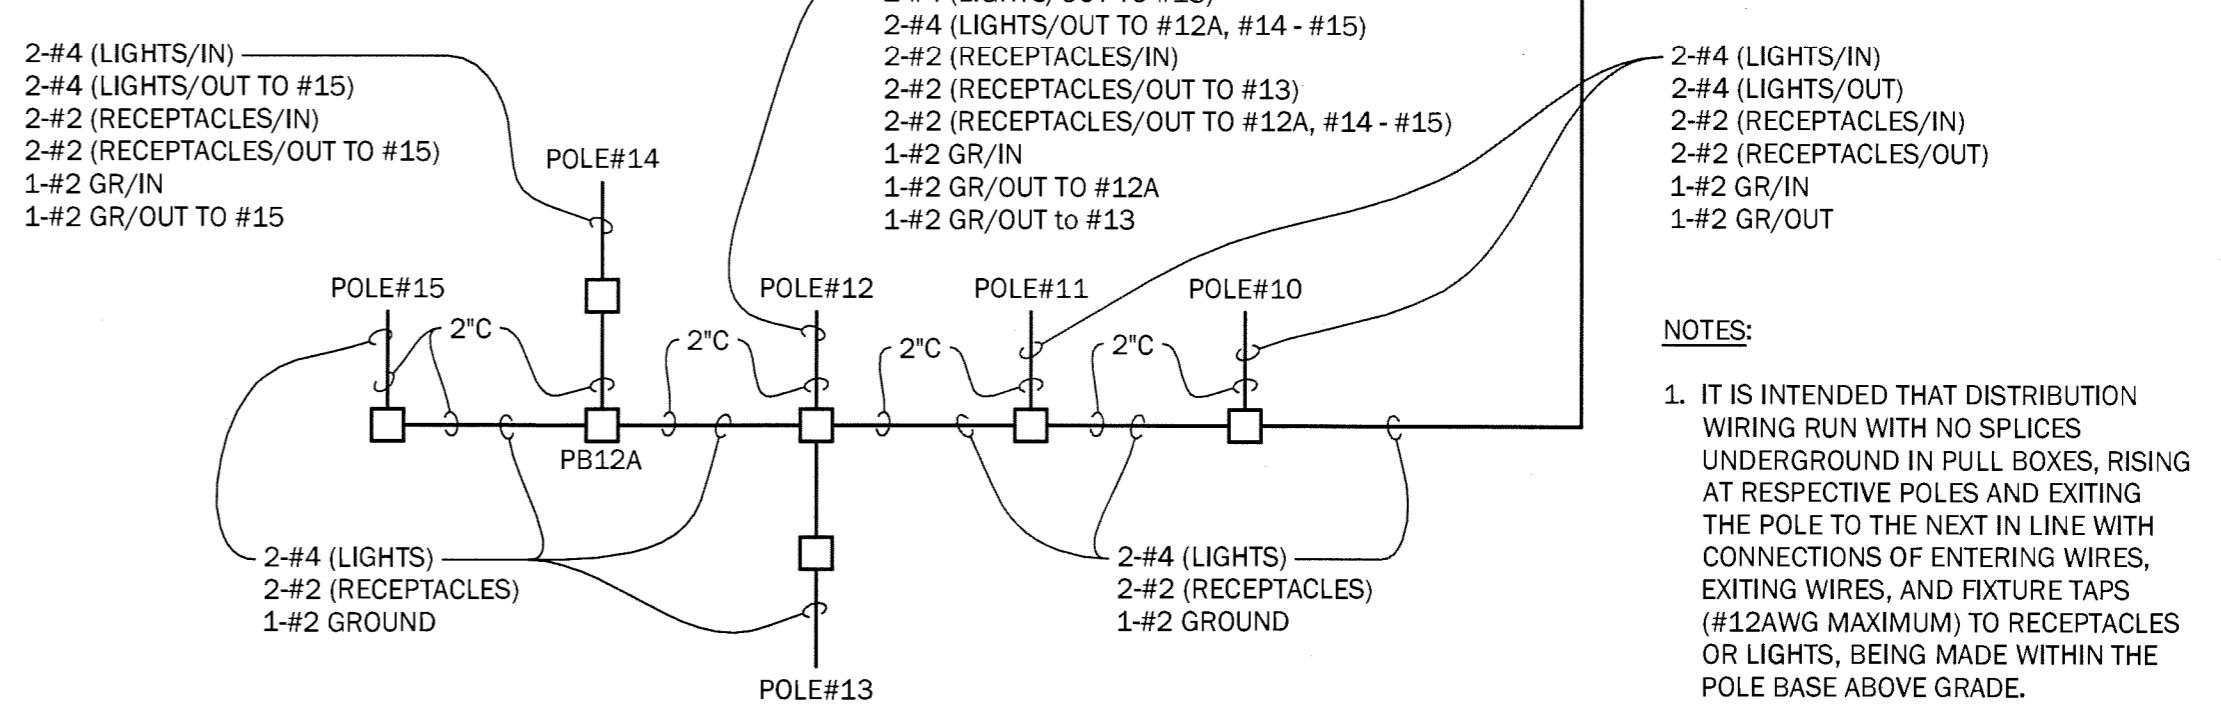 2-#4 (LIGHTS/IN)
2-#4 (LIGHTS/OUT TO #15)
2-#2 (RECEPTACLES/IN)
2-#2 (RECEPTACLES/OUT TO #15)
1-#2 GR/IN
1-#2 GR/OUT TO #15
2-#4 (LIGHTS/OUT TO #12A, #14 - #15)
2-#2 (RECEPTACLES/IN)
2-#2 (RECEPTACLES/OUT TO #13)
2-#2 (RECEPTACLES/OUT TO #12A, #14 - #15)
1-#2 GR/IN
1-#2 GR/OUT TO #12A
1-#2 GR/OUT to #13
2-#4 (LIGHTS/IN)
2-#4 (LIGHTS/OUT)
2-#2 (RECEPTACLES/IN)
2-#2 (RECEPTACLES/OUT)
1-#2 GR/IN
1-#2 GR/OUT
POLE#14
POLE#15
POLE#12
POLE#11
POLE#10
2"C
2"C
2"C
2"C
PB12A
2-#4 (LIGHTS)
2-#2 (RECEPTACLES)
1-#2 GROUND
2-#4 (LIGHTS)
2-#2 (RECEPTACLES)
1-#2 GROUND
POLE#13
NOTES:
1. IT IS INTENDED THAT DISTRIBUTION
WIRING RUN WITH NO SPLICES
UNDERGROUND IN PULL BOXES, RISING
AT RESPECTIVE POLES AND EXITING
THE POLE TO THE NEXT IN LINE WITH
CONNECTIONS OF ENTERING WIRES,
EXITING WIRES, AND FIXTURE TAPS
(#12AWG MAXIMUM) TO RECEPTACLES
OR LIGHTS, BEING MADE WITHIN THE
POLE BASE ABOVE GRADE.